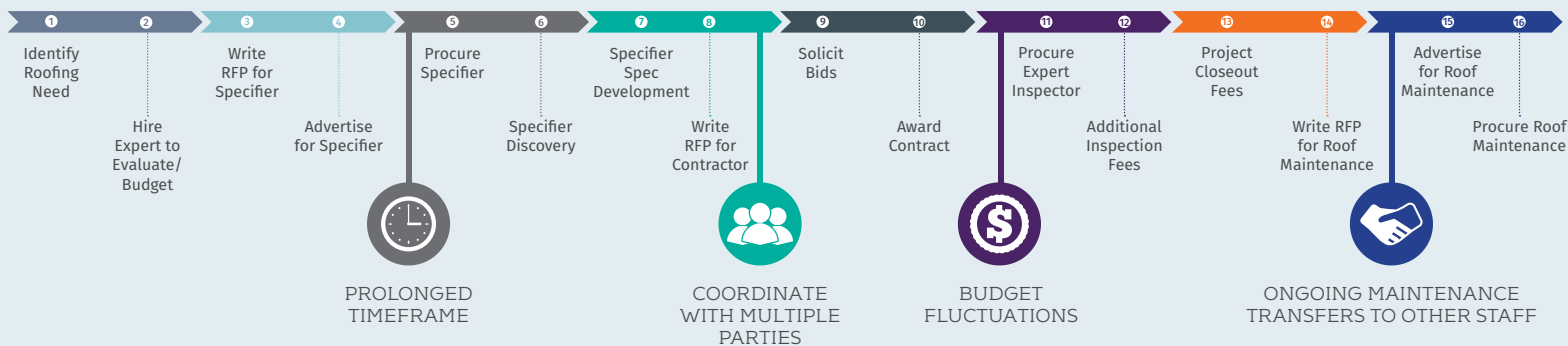 1
2
3
4
5
6
7
8
9
10
11
12
13
14
15
16
Identify
Roofing
Need
Hire
Expert to
Evaluate/
Budget
Write
RFP for
Specifier
Advertise
for Specifier
Procure
Specifier
Specifier
Discovery
Specifier
Spec
Development
Write
RFP for
Contractor
Solicit
Bids
Award
Contract
Procure
Expert
Inspector
Additional
Inspection
Fees
Project
Closeout
Fees
Write RFP
for Roof
Maintenance
Advertise
for Roof
Maintenance
Procure Roof
Maintenance
$
PROLONGED
TIMEFRAME
COORDINATE
WITH MULTIPLE
PARTIES
BUDGET
FLUCTUATIONS
ONGOING MAINTENANCE
TRANSFERS TO OTHER STAFF